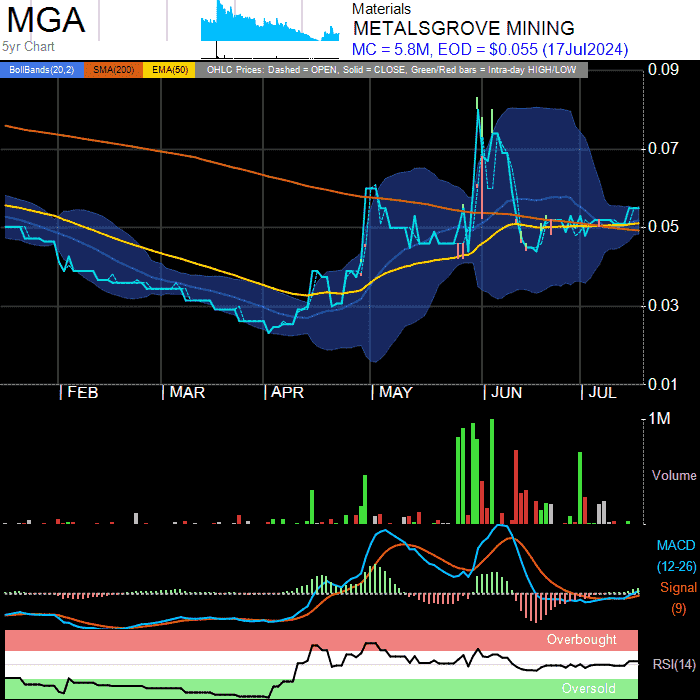 MGA
5yr Chart
Materials
METALSGROVE MINING
MC = 5.8M, EOD = $0.055 (17Jul2024)
BollBands(20,2) SMA(200) EMA(50) OHLC Prices: Dashed = OPEN, Solid = CLOSE, Green/Red bars = Intra-day HIGH/LOW
0.09
0.07
0.05
0.03
0.01
FEB MAR APR MAY JUN JUL
1M
Volume
MACD
(12-26)
Signal
(9)
Overbought
RSI(14)
Oversold